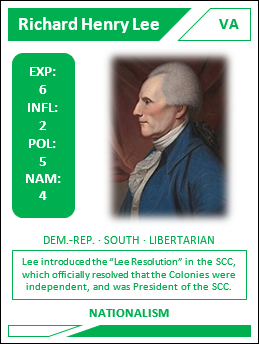 Richard Henry Lee
VA
EXP:
6
INFL:
2
POL:
5
NAM:
4
DEM.-REP. · SOUTH · LIBERTARIAN
Lee introduced the “Lee Resolution” in the SCC,
which officially resolved that the Colonies were
independent, and was President of the SCC.
NATIONALISM